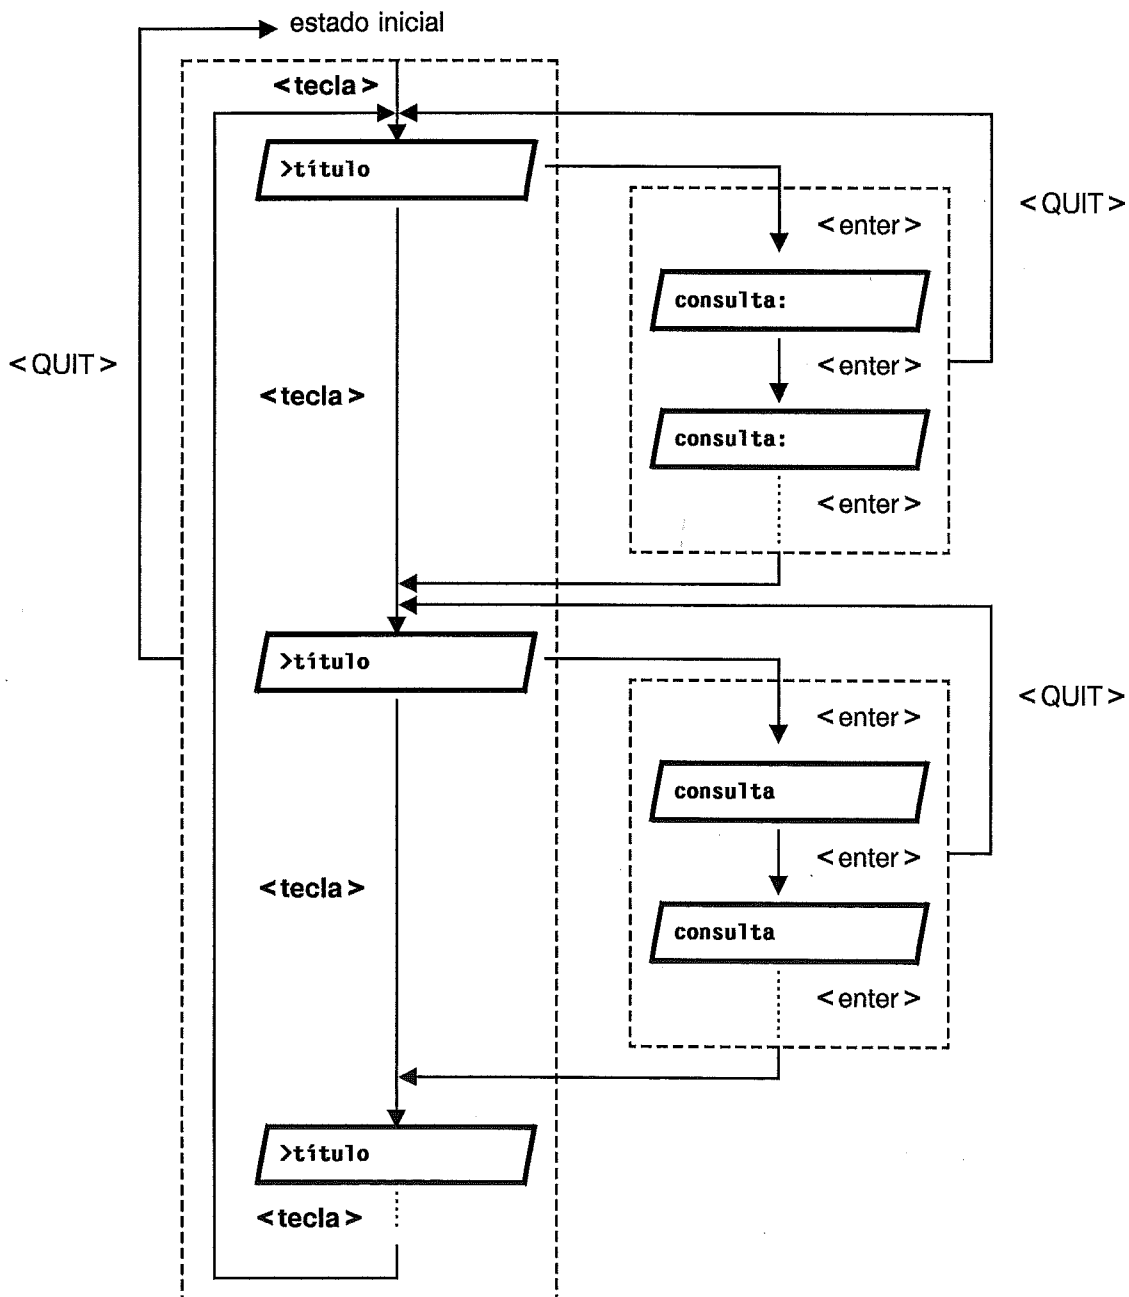 estado inicial
<tecla>
>título
<QUIT>
<enter>
consulta:
<QUIT>
<enter>
<tecla>
consulta:
<enter>
>título
<QUIT>
<enter>
consulta
<enter>
<tecla>
consulta
<enter>
>título
<tecla>